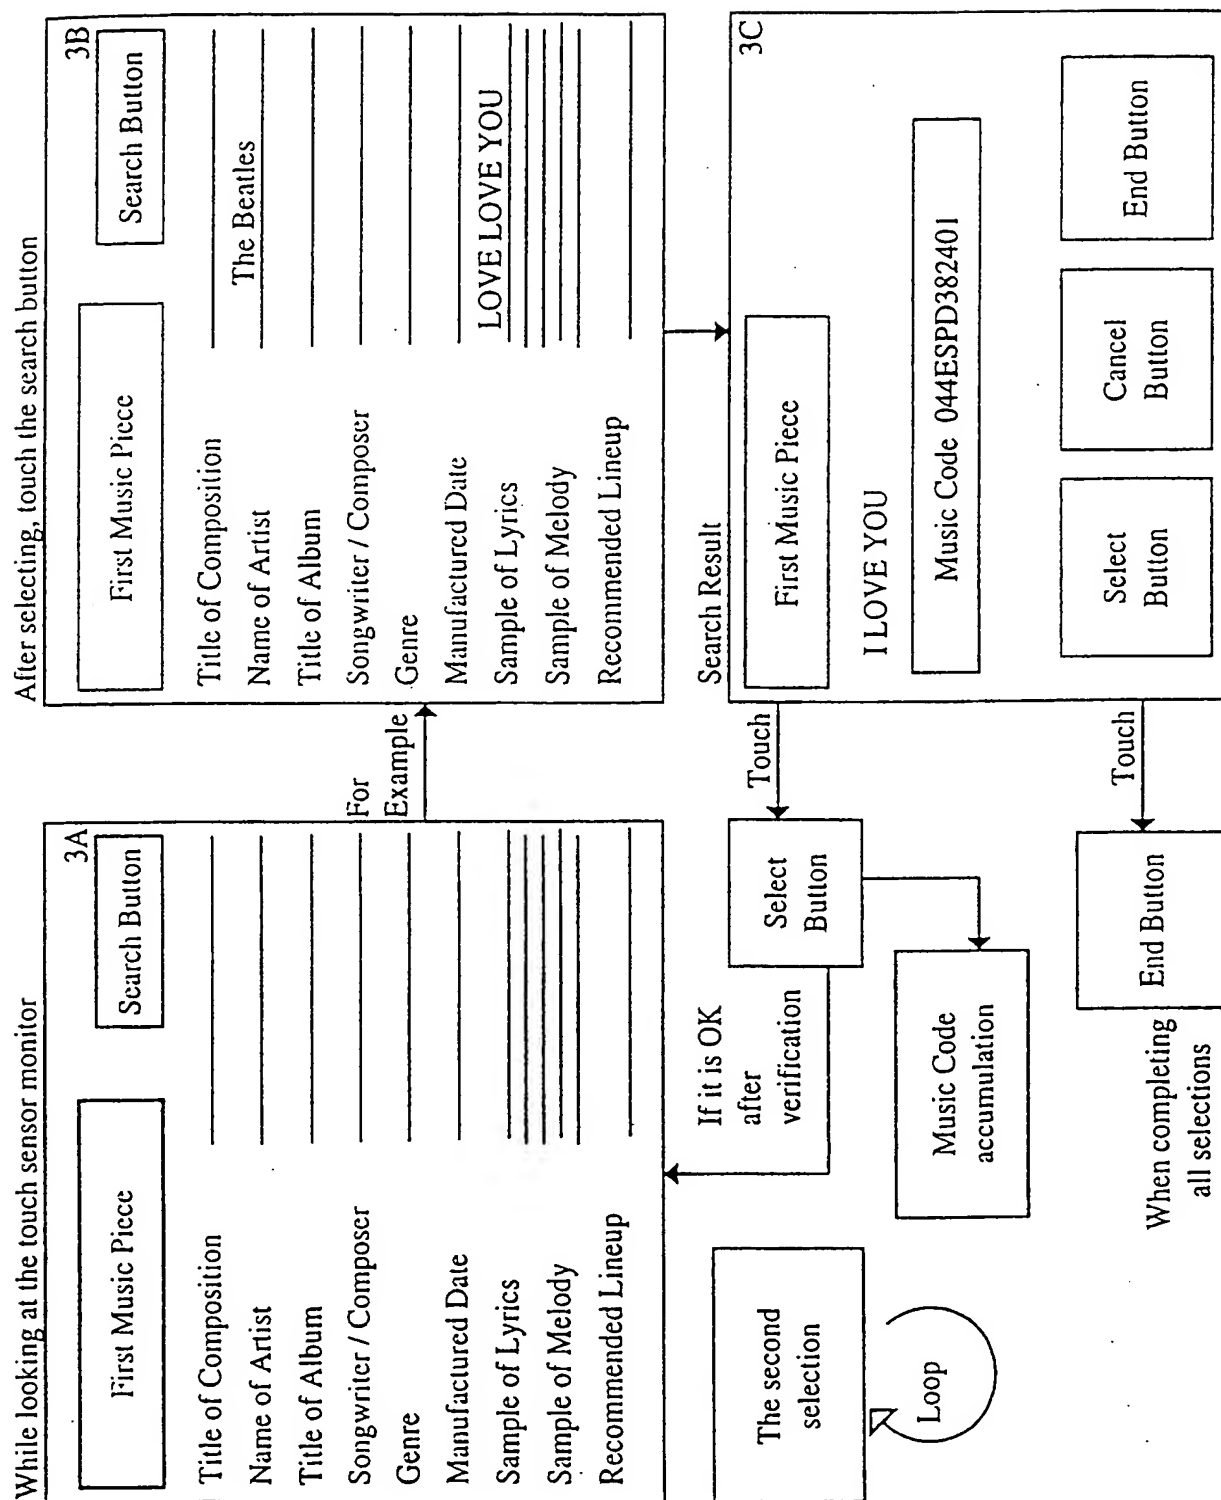 While looking at the touch sensor monitor
3A
First Music Piece
Search Button
Title of Composition
Name of Artist
Title of Album
Songwriter / Composer
Genre
Manufactured Date
Sample of Lyrics
Sample of Melody
Recommended Lineup
For
Example
After selecting, touch the search button
3B
First Music Piece
Search Button
Title of Composition
Name of Artist
The Beatles
Title of Album
Songwriter / Composer
Genre
Manufactured Date
Sample of Lyrics
LOVE LOVE YOU
Sample of Melody
Recommended Lineup
Search Result
3C
First Music Piece
I LOVE YOU
Music Code 044ESPD382401
Select
Button
Cancel
Button
End Button
Touch
Select
Button
If it is OK
after
verification
Music Code
accumulation
Touch
End Button
When completing
all selections
The second
selection
Loop